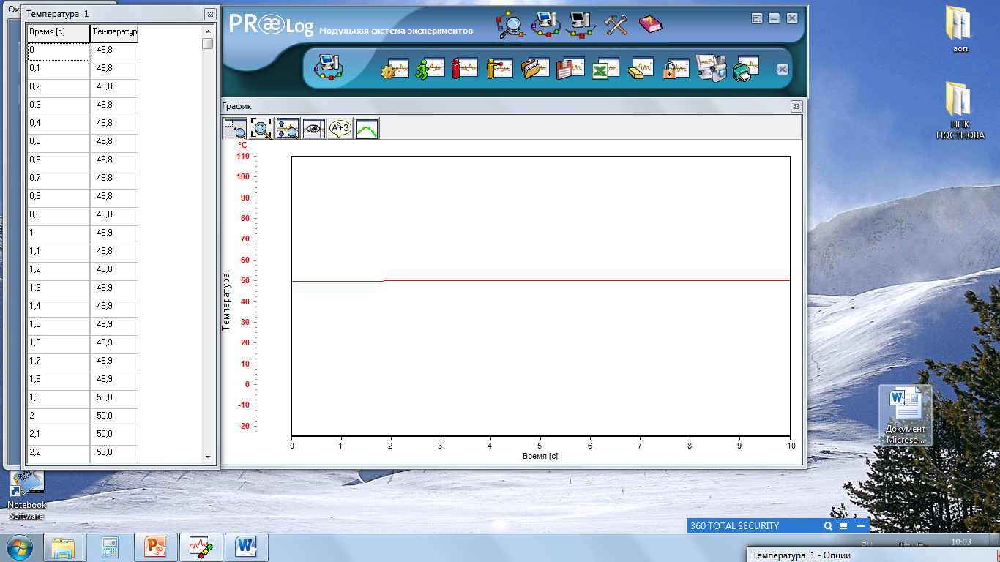 Температура 1
Время [с] Температур
0 49,8
0,1 49,8
0,2 49,8
0,3 49,8
0,4 49,8
0,5 49,8
0,6 49,8
0,7 49,8
0,8 49,8
0,9 49,8
1 49,9
1,1 49,8
1,2 49,8
1,3 49,9
1,4 49,9
1,5 49,9
1,6 49,9
1,7 49,9
1,8 49,9
1,9 50,0
2 50,0
2,1 50,0
2,2 50,0
PRæLog Модульная система экспериментов
График
A²+3
°C
110
100
90
80
70
60
50
40
30
20
10
0
-10
-20
Температура
0 1 2 3 4 5 6 7 8 9 10
Время [с]
аоп
НПК
ПОСТНОВА
Документ
Microso...
Notebook
Software
360 TOTAL SECURITY
10:03
Температура 1 - Опции